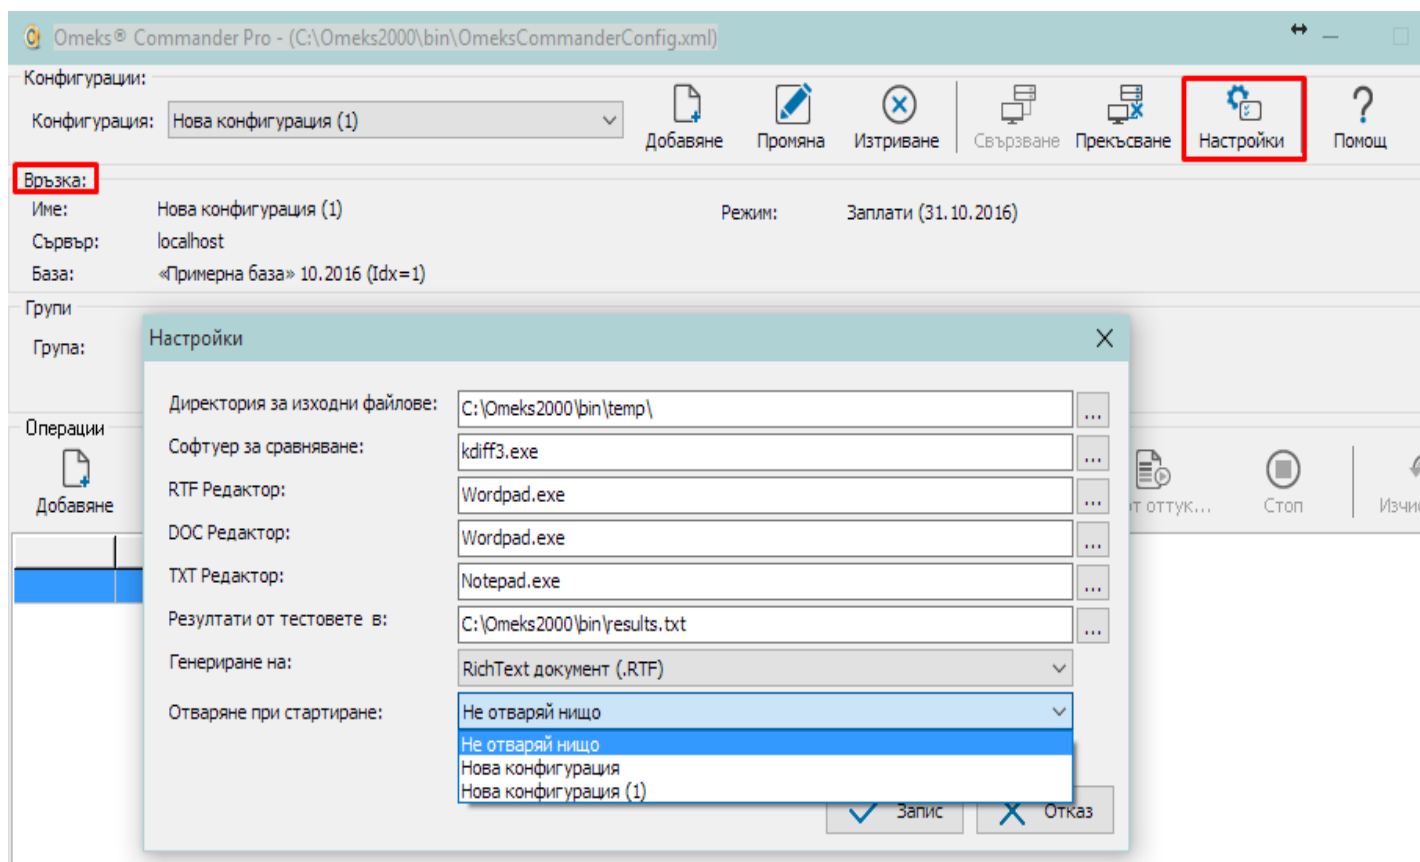 Omeks® Commander Pro - (C:\Omeks2000\bin\OmeksCommanderConfig.xml)
Конфигурации:
Конфигурация: Нова конфигурация (1)
Добавяне Промяна Изтриване Свързване Прекъсване Настройки Помощ
Връзка:
Име: Нова конфигурация (1) Режим: Заплати (31.10.2016)
Сървър: localhost
База: «Примерна база» 10.2016 (Idx=1)
Групи
Група:
Настройки
Директория за изходни файлове: C:\Omeks2000\bin\temp\ ...
Операции
Софтуер за сравняване: kdiff3.exe ...
RTF Редактор: Wordpad.exe ...
Добавяне
от оттук... Стоп
DOC Редактор: Wordpad.exe ...
TXT Редактор: Notepad.exe ...
Резултати от тестовете в: C:\Omeks2000\bin\results.txt ...
Генериране на: RichText документ (.RTF)
Отваряне при стартиране: Не отваряй нищо
Не отваряй нищо
Нова конфигурация
Нова конфигурация (1)
Запис Отказ